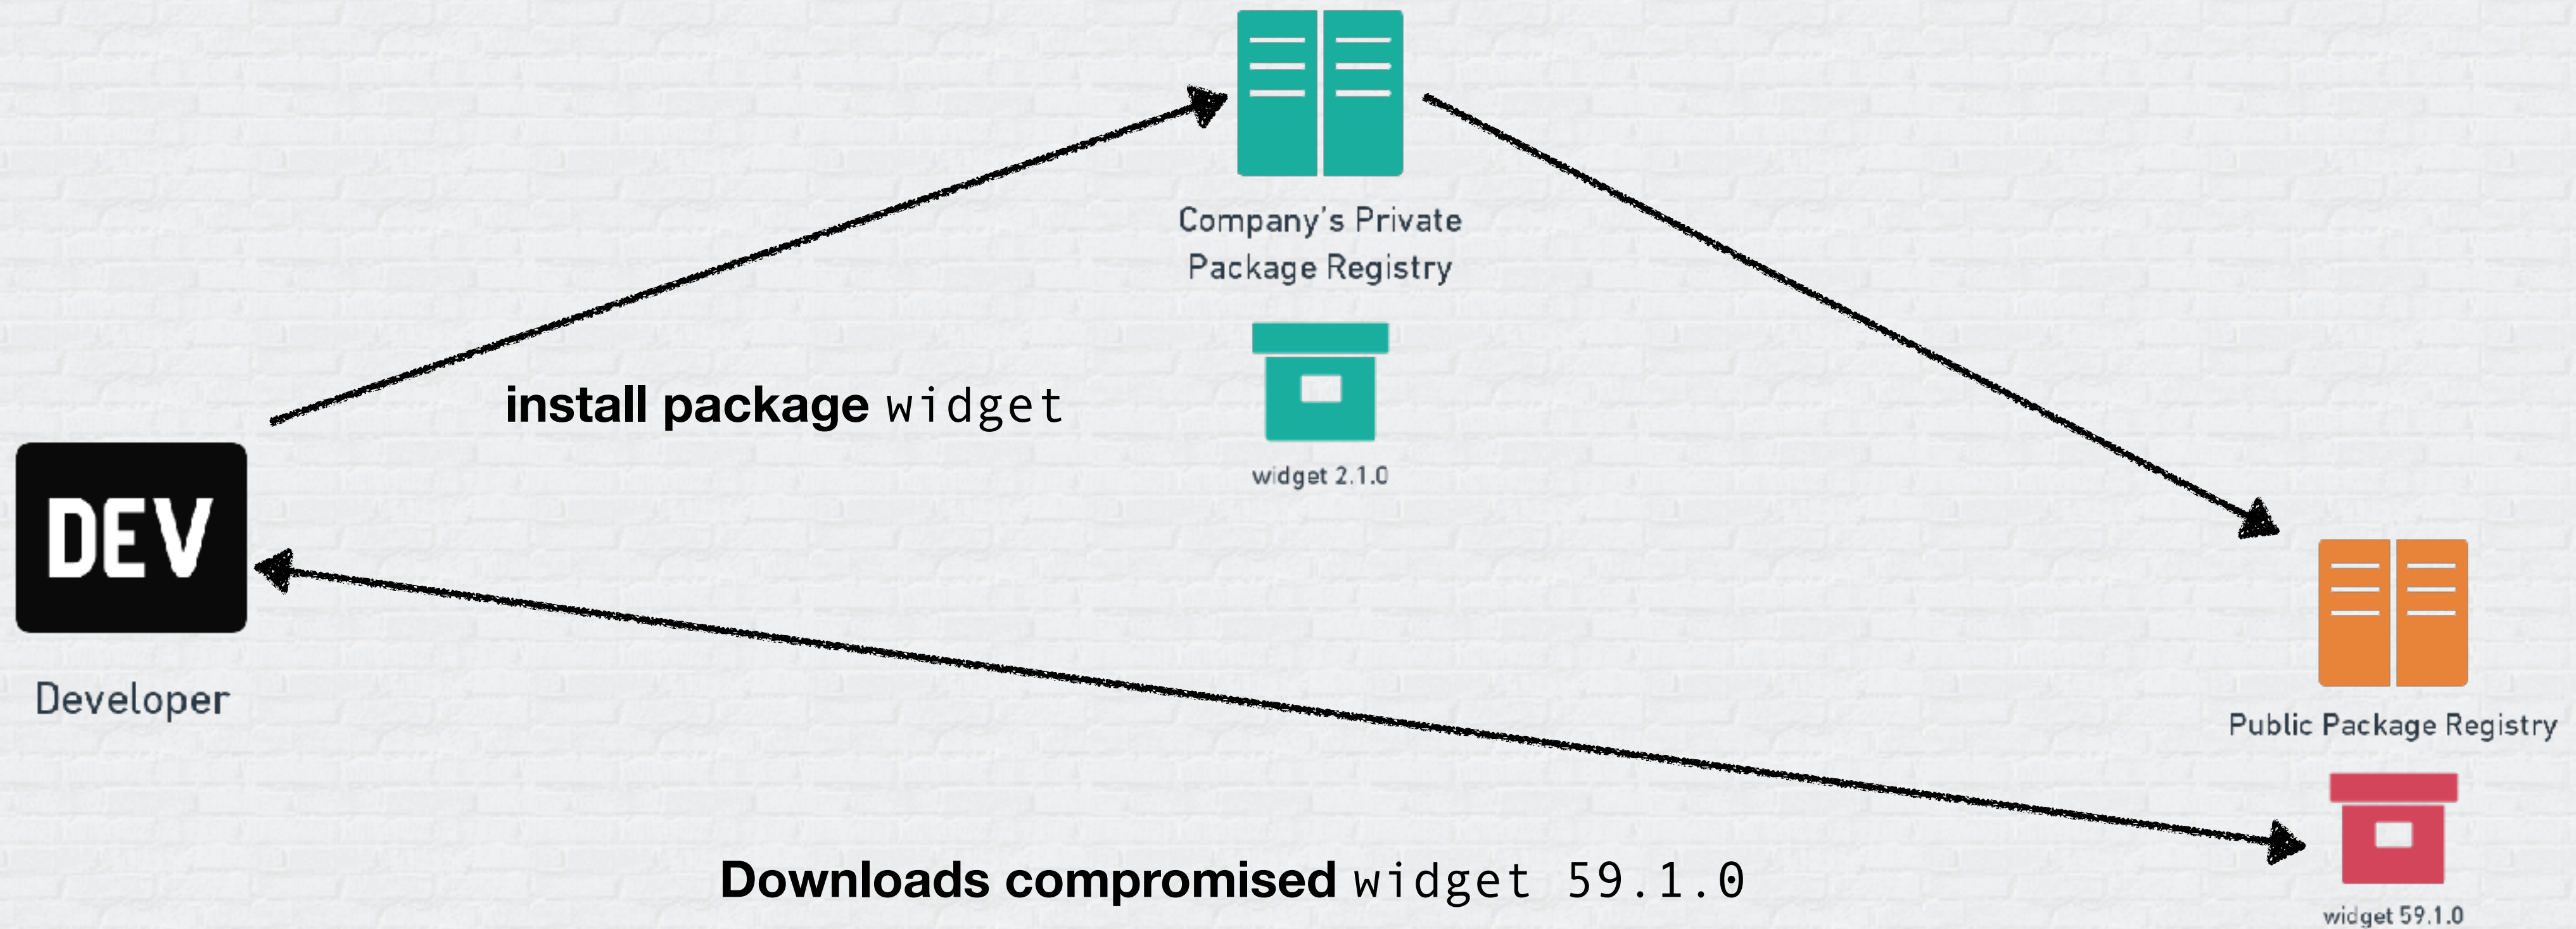 Company's Private
Package Registry
install package widget
widget 2.1.0
DEV
Developer
Public Package Registry
Downloads compromised widget 59.1.0
widget 59.1.0